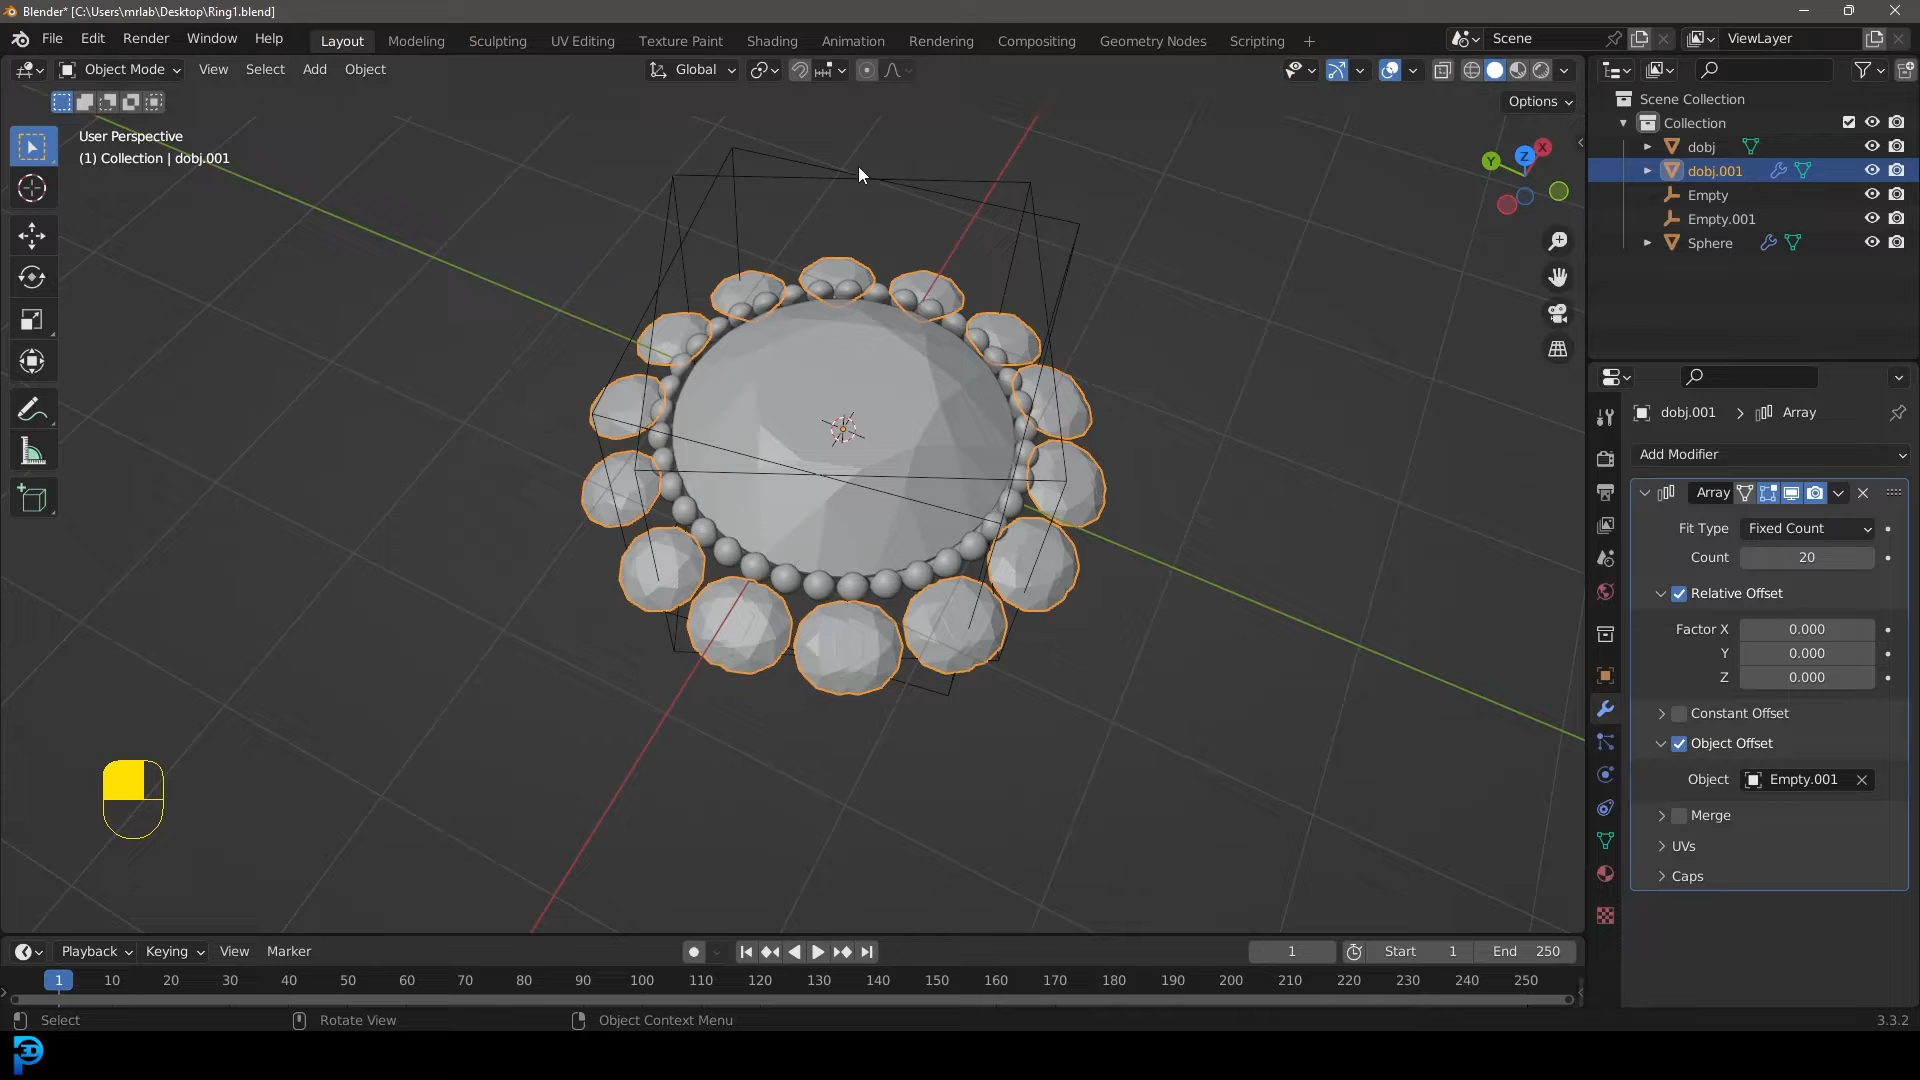 Blender* [C:\Users\mrlab\Desktop\Ring1.blend]
File Edit Render Window Help
Layout Modeling Sculpting UV Editing Texture Paint Shading Animation Rendering Compositing Geometry Nodes Scripting +
Scene ViewLayer
Object Mode View Select Add Object
Global
Options
User Perspective
(1) Collection | dobj.001
X
Y
Z
Scene Collection
Collection
dobj
dobj.001
Empty
Empty.001
Sphere
dobj.001 > Array
Add Modifier
Array
Fit Type Fixed Count
Count 20
Relative Offset
Factor X 0.000
Y 0.000
Z 0.000
Constant Offset
Object Offset
Object Empty.001
Merge
UVs
Caps
Playback Keying View Marker
1 Start 1 End 250
1 10 20 30 40 50 60 70 80 90 100 110 120 130 140 150 160 170 180 190 200 210 220 230 240 250
Select Rotate View Object Context Menu
3.3.2
3D